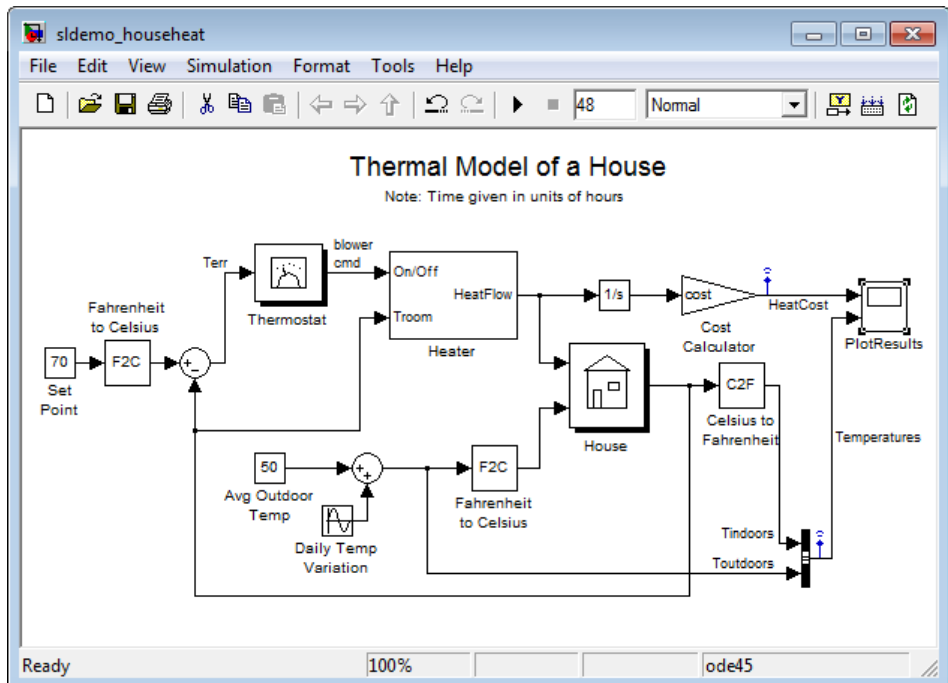 sldemo_househeat
File Edit View Simulation Format Tools Help
48 Normal
Thermal Model of a House
Note: Time given in units of hours
Terr
blower
cmd
Thermostat
On/Off
HeatFlow
Troom
Heater
1/s
cost
Cost
Calculator
HeatCost
PlotResults
Fahrenheit
to Celsius
70
F2C
Set
Point
House
C2F
Celsius to
Fahrenheit
Temperatures
50
Avg Outdoor
Temp
Daily Temp
Variation
F2C
Fahrenheit
to Celsius
Tindoors
Toutdoors
Ready 100% ode45